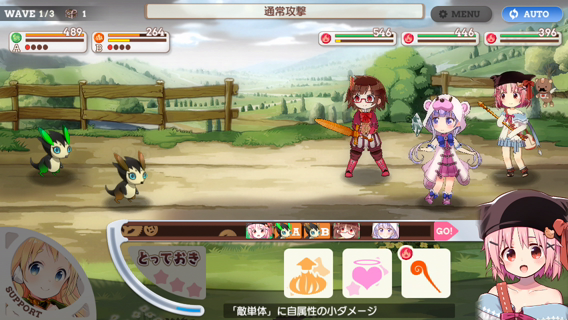 WAVE 1/3 1
通常攻撃
MENU
AUTO
A 489
B 264
546
446
396
A B GO!
SUPPORT
とっておき
「敵単体」に自属性の小ダメージ